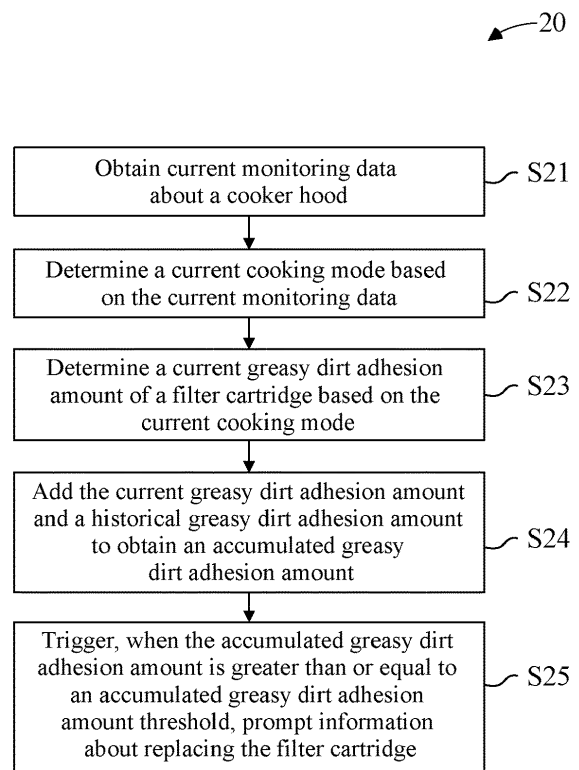 20
Obtain current monitoring data
about a cooker hood
S21
Determine a current cooking mode based
on the current monitoring data
S22
Determine a current greasy dirt adhesion
amount of a filter cartridge based on the
current cooking mode
S23
Add the current greasy dirt adhesion amount
and a historical greasy dirt adhesion amount
to obtain an accumulated greasy
dirt adhesion amount
S24
Trigger, when the accumulated greasy dirt
adhesion amount is greater than or equal to
an accumulated greasy dirt adhesion
amount threshold, prompt information
about replacing the filter cartridge
S25